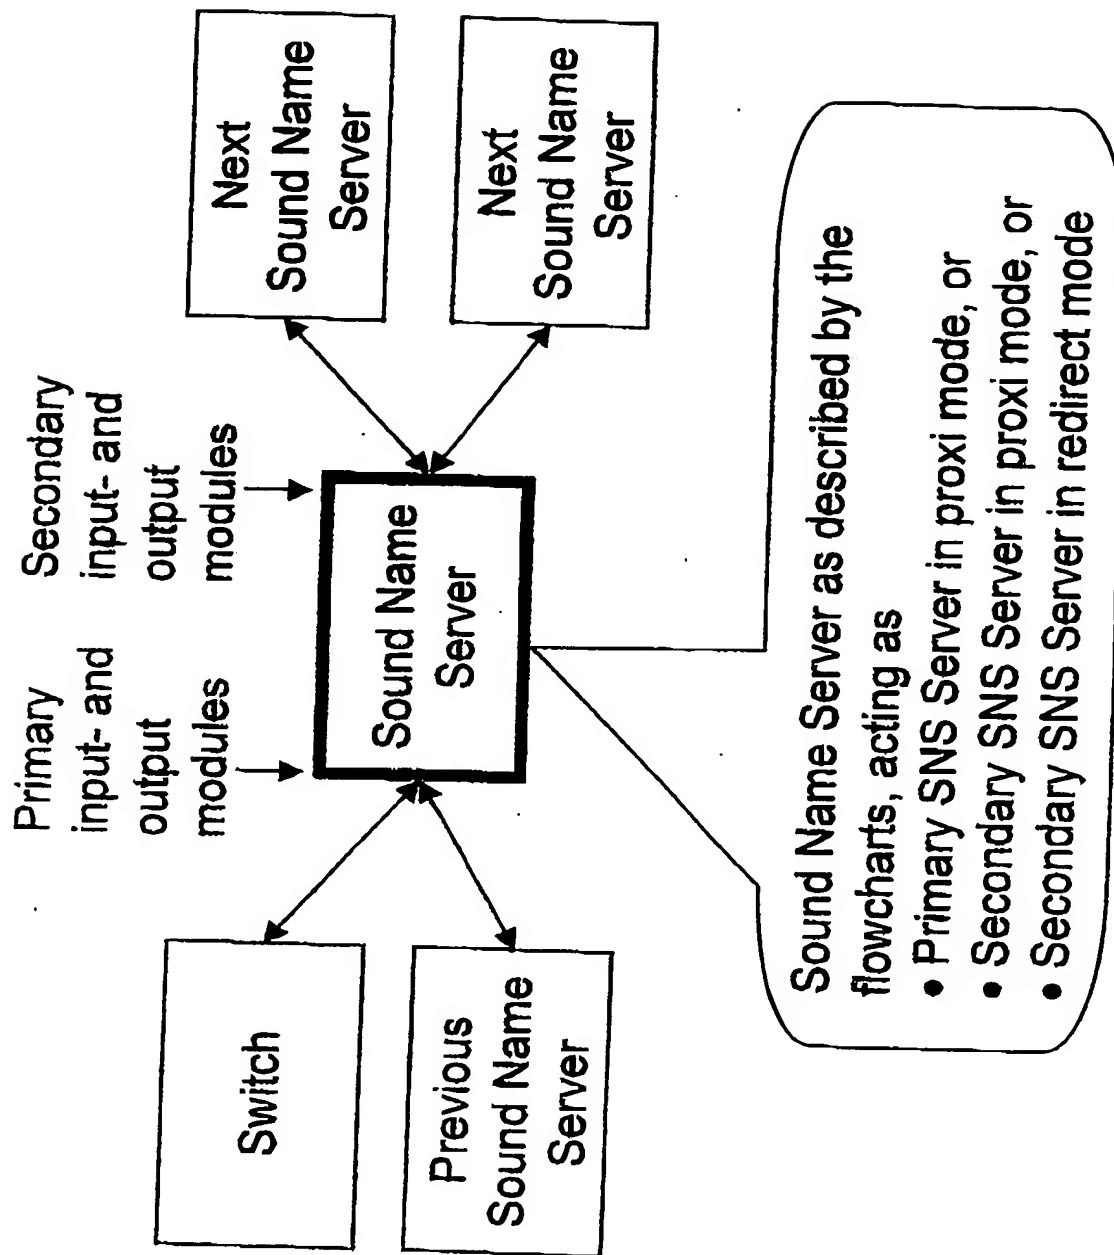 Primary
input- and
output
modules
Secondary
input- and
output
modules
Switch
Previous
Sound Name
Server
Sound Name
Server
Next
Sound Name
Server
Next
Sound Name
Server
Sound Name Server as described by the
flowcharts, acting as
• Primary SNS Server in proxi mode, or
• Secondary SNS Server in proxi mode, or
• Secondary SNS Server in redirect mode